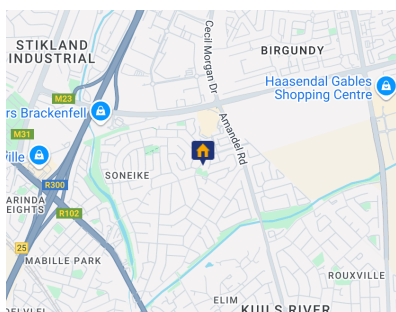 Cecil Morgan Dr
STIKLAND
INDUSTRIAL
BIRGUNDY
Haasendal Gables
Shopping Centre
M23
ers Brackenfell
Amandel Rd
M31
ville
SONEIKE
R300
ARINDA
EIGHTS
R102
25
MABILLE PARK
ROUXVILLE
ELIM
KUILS RIVER